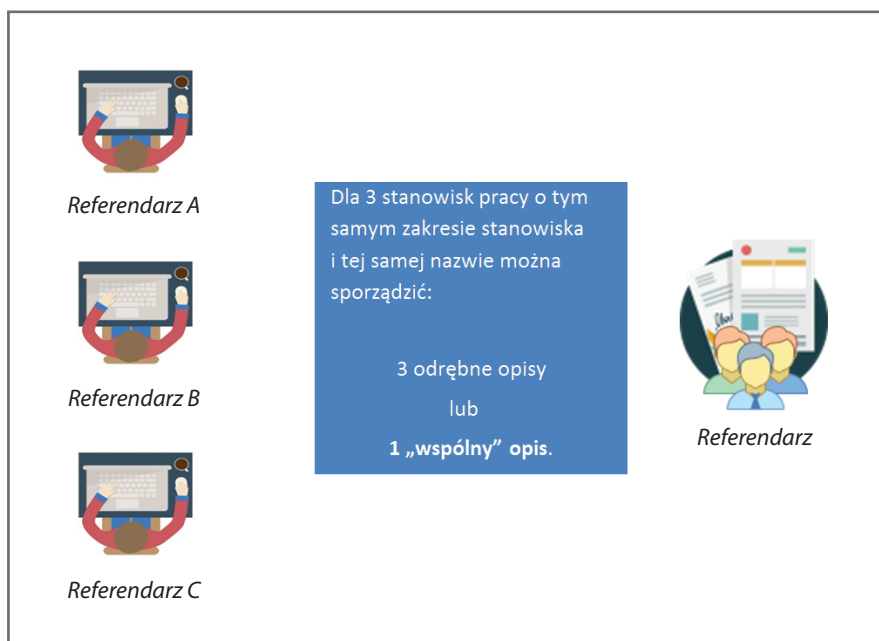 Referendarz A
Referendarz B
Referendarz C
Dla 3 stanowisk pracy o tym
samym zakresie stanowiska
i tej samej nazwie można
sporządzić:
3 odrębne opisy
lub
1 „wspólny” opis.
Referendarz